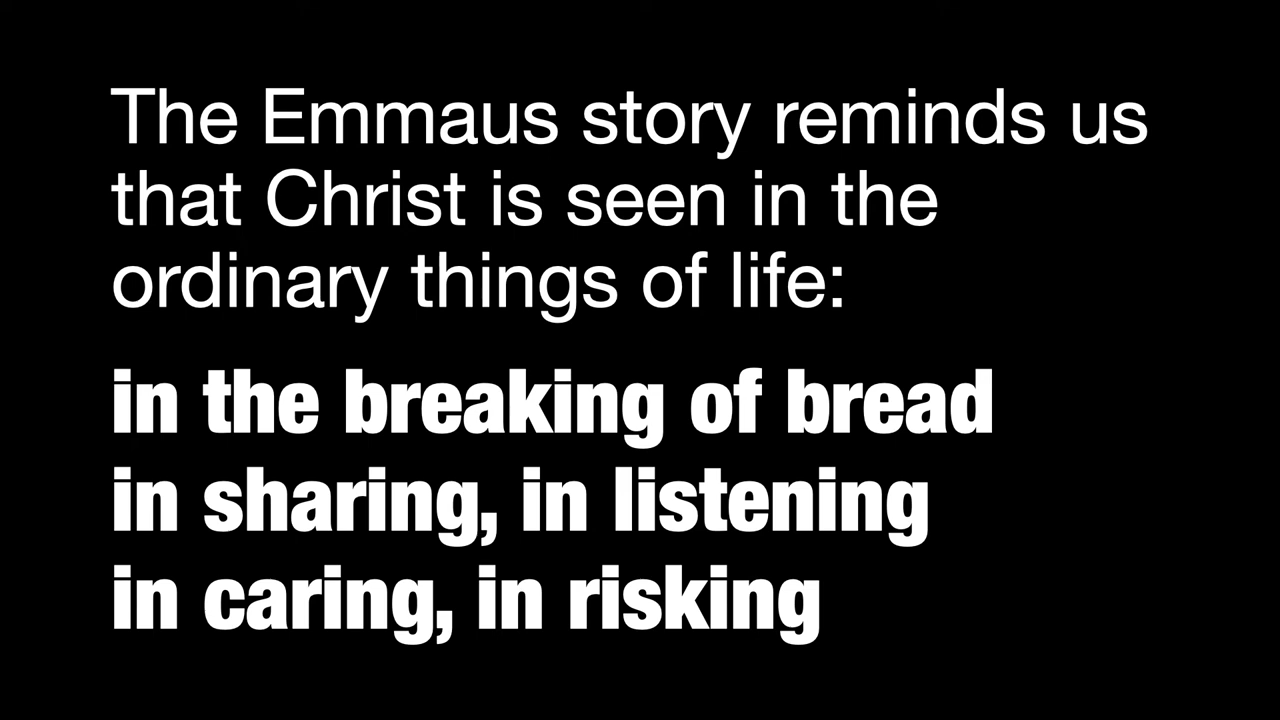 The Emmaus story reminds us
that Christ is seen in the
ordinary things of life:
in the breaking of bread
in sharing, in listening
in caring, in risking